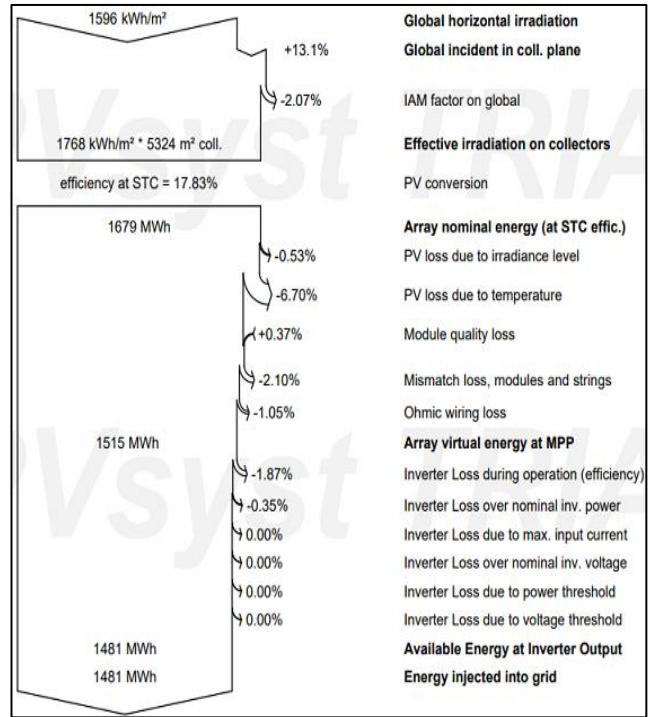 1596 kWh/m² Global horizontal irradiation
+13.1% Global incident in coll. plane
-2.07% IAM factor on global
1768 kWh/m² * 5324 m² coll. Effective irradiation on collectors
efficiency at STC = 17.83% PV conversion
1679 MWh Array nominal energy (at STC effic.)
-0.53% PV loss due to irradiance level
-6.70% PV loss due to temperature
+0.37% Module quality loss
-2.10% Mismatch loss, modules and strings
-1.05% Ohmic wiring loss
1515 MWh Array virtual energy at MPP
-1.87% Inverter Loss during operation (efficiency)
-0.35% Inverter Loss over nominal inv. power
0.00% Inverter Loss due to max. input current
0.00% Inverter Loss over nominal inv. voltage
0.00% Inverter Loss due to power threshold
0.00% Inverter Loss due to voltage threshold
1481 MWh Available Energy at Inverter Output
1481 MWh Energy injected into grid
PVsyst TRIA
PVsyst TRIA